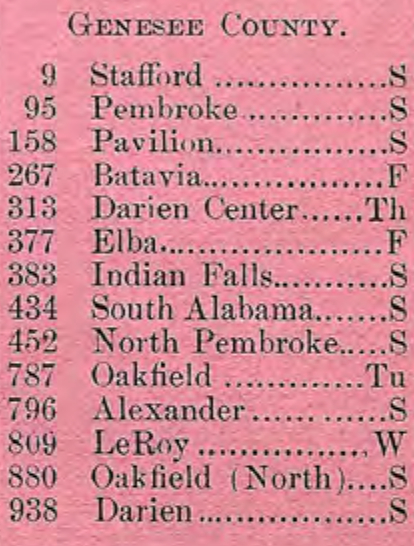 GENESEE COUNTY.
9 Stafford ................S
95 Pembroke..............S
158 Pavilion................S
267 Batavia.................F
313 Darien Center......Th
377 Elba.....................F
383 Indian Falls...........S
434 South Alabama.......S
452 North Pembroke.....S
787 Oakfield .............Tu
796 Alexander ...... .......S
809 LeRoy ................, W
880 Oakfield (North)....S
938 Darien ..................S